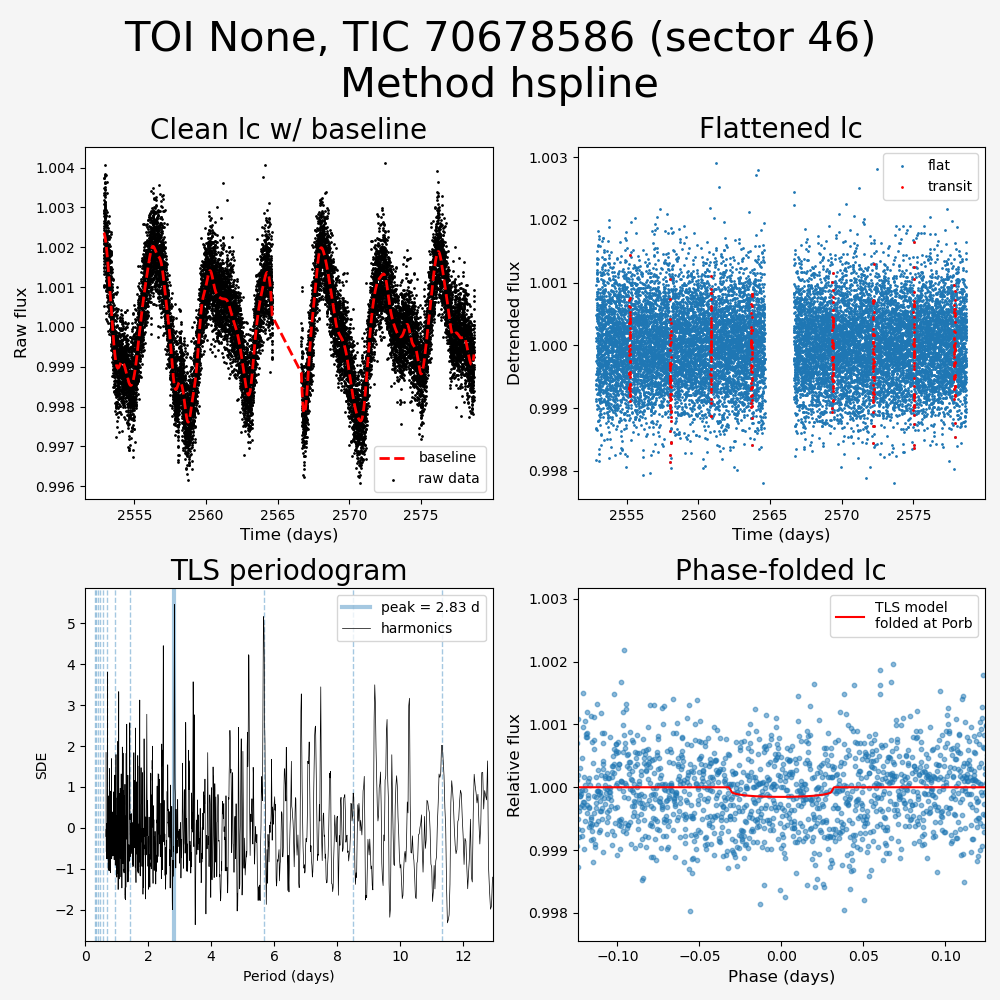 TOI None, TIC 70678586 (sector 46)
Method hspline
Clean lc w/ baseline
Raw flux
1.004
1.003
1.002
1.001
1.000
0.999
0.998
0.997
0.996
baseline
raw data
2555 2560 2565 2570 2575
Time (days)
Flattened lc
Detrended flux
1.003
1.002
1.001
1.000
0.999
0.998
flat
transit
2555 2560 2565 2570 2575
Time (days)
TLS periodogram
SDE
5
4
3
2
1
0
−1
−2
peak = 2.83 d
harmonics
0 2 4 6 8 10 12
Period (days)
Phase-folded lc
Relative flux
1.003
1.002
1.001
1.000
0.999
0.998
TLS model
folded at Porb
−0.10 −0.05 0.00 0.05 0.10
Phase (days)